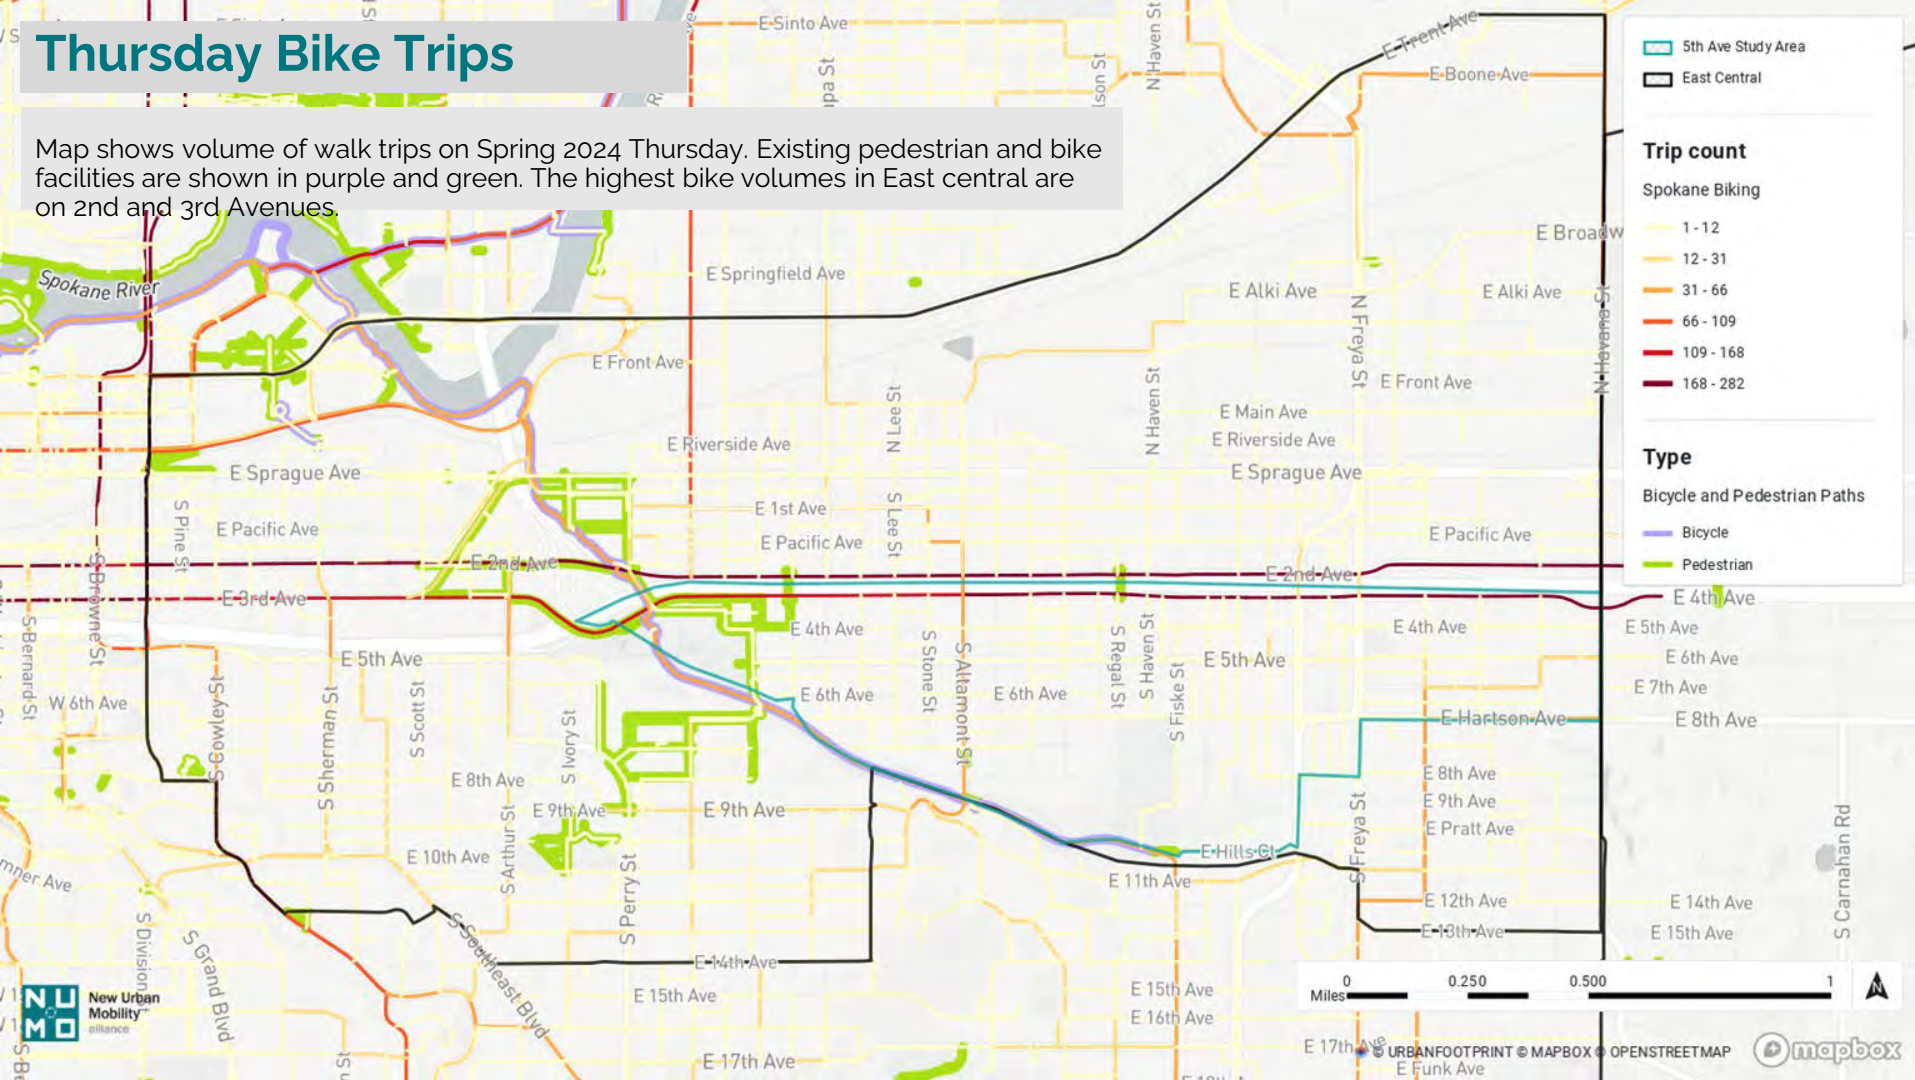 Thursday Bike Trips
Map shows volume of walk trips on Spring 2024 Thursday. Existing pedestrian and bike
facilities are shown in purple and green. The highest bike volumes in East central are
on 2nd and 3rd Avenues.
5th Ave Study Area
East Central
Trip count
Spokane Biking
1 - 12
12 - 31
31 - 66
66 - 109
109 - 168
168 - 282
Type
Bicycle and Pedestrian Paths
Bicycle
Pedestrian
E Sinto Ave
N Haven St
E Trent Ave
E Boone Ave
E Springfield Ave
Spokane River
E Alki Ave
E Alki Ave
N Freya St
N Havana St
E Front Ave
E Front Ave
N Lee St
N Haven St
E Main Ave
E Riverside Ave
E Riverside Ave
E Sprague Ave
E Sprague Ave
S Pine St
E Pacific Ave
E 1st Ave
E Pacific Ave
S Lee St
E Pacific Ave
E 2nd Ave
E 2nd Ave
S Browne St
E 3rd Ave
E 4th Ave
E 4th Ave
E 4th Ave
E 5th Ave
S Bernard St
E 5th Ave
S Stone St
S Altamont St
S Regal St
S Haven St
E 5th Ave
E 6th Ave
W 6th Ave
S Cowley St
S Sherman St
S Scott St
S Ivory St
E 6th Ave
E 6th Ave
S Fiske St
E 7th Ave
E Hartson Ave
E 8th Ave
E 8th Ave
E 8th Ave
E 9th Ave
E 9th Ave
E 9th Ave
E Pratt Ave
E 10th Ave
S Arthur St
S Perry St
E Hills Ct
S Freya St
S Carnahan Rd
E 11th Ave
E 12th Ave
E 14th Ave
E 13th Ave
E 15th Ave
S Division
S Grand Blvd
S Southeast Blvd
E 14th Ave
E 15th Ave
E 15th Ave
E 16th Ave
E 17th Ave
E 17th Ave
E Funk Ave
0 0.250 0.500 1
Miles
N
NUMO
New Urban
Mobility
alliance
© URBANFOOTPRINT © MAPBOX © OPENSTREETMAP
mapbox